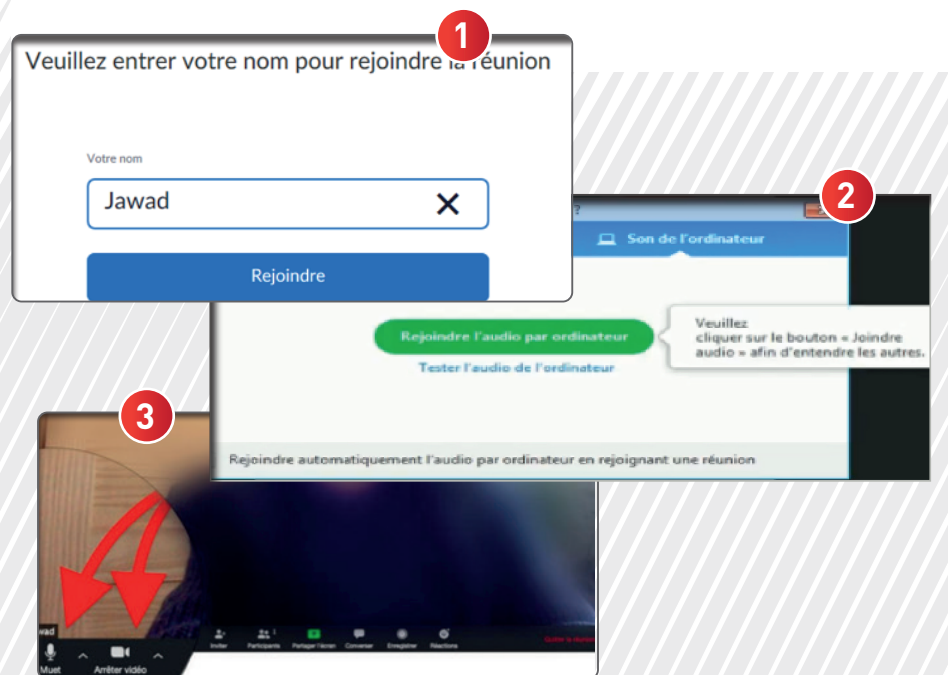 1
Veuillez entrer votre nom pour rejoindre la réunion
Votre nom
Jawad
Rejoindre
2
?
Son de l'ordinateur
Rejoindre l'audio par ordinateur
Tester l'audio de l'ordinateur
Veuillez
cliquer sur le bouton « Joindre
audio » afin d'entendre les autres.
Rejoindre automatiquement l'audio par ordinateur en rejoignant une réunion
3
wad
Muet
Arrêter vidéo
Inviter
Participants
1
Partager l'écran
Converser
Enregistrer
Réactions